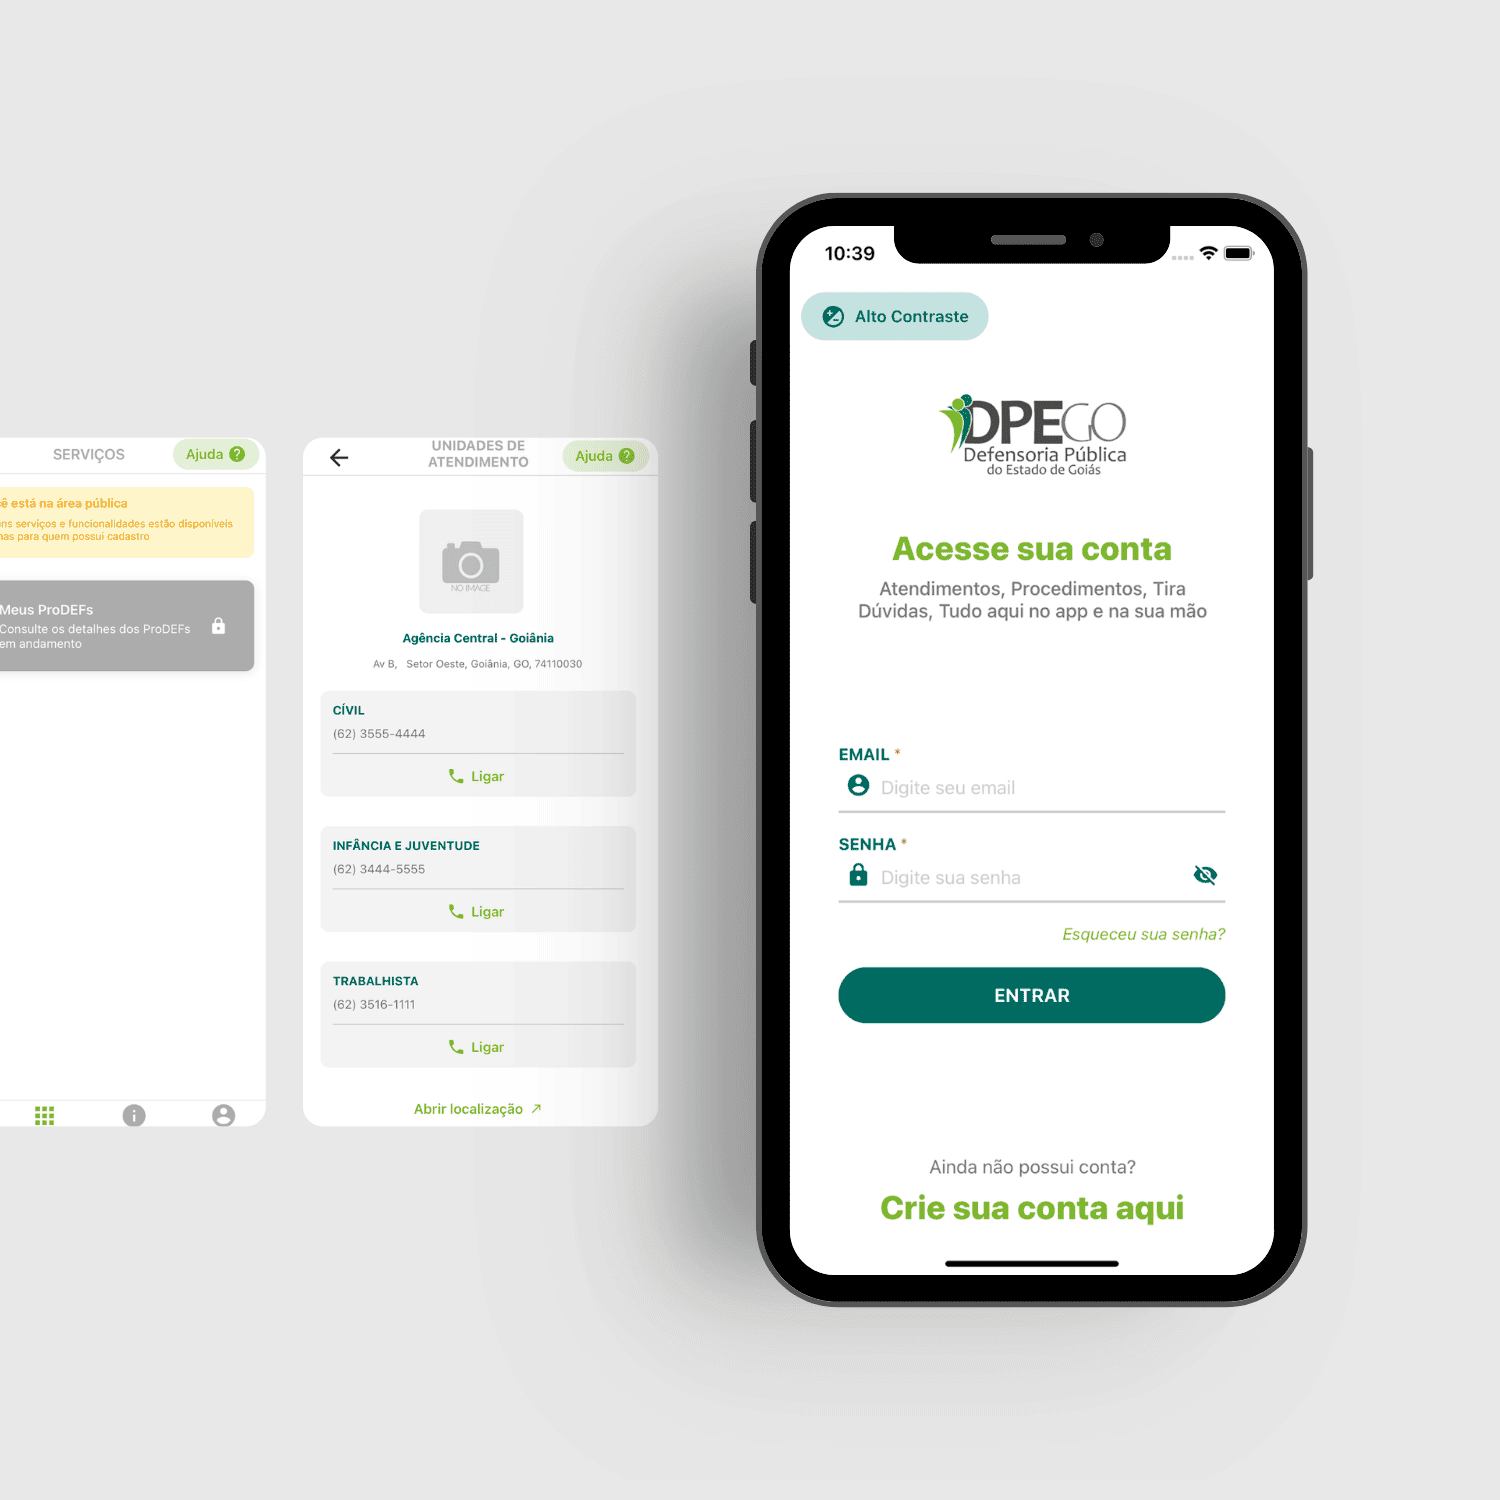 SERVIÇOS
Ajuda ?
está na área pública
serviços e funcionalidades estão disponíveis
para quem possui cadastro
Meus ProDEFs
Consulte os detalhes dos ProDEFs
em andamento
UNIDADES DE
ATENDIMENTO
Ajuda ?
NO IMAGE
Agência Central - Goiânia
Av B, Setor Oeste, Goiânia, GO, 74110030
CÍVIL
(62) 3555-4444
Ligar
INFÂNCIA E JUVENTUDE
(62) 3444-5555
Ligar
TRABALHISTA
(62) 3516-1111
Ligar
Abrir localização
10:39
Alto Contraste
DPEGO
Defensoria Pública
do Estado de Goiás
Acesse sua conta
Atendimentos, Procedimentos, Tira
Dúvidas, Tudo aqui no app e na sua mão
EMAIL *
Digite seu email
SENHA *
Digite sua senha
Esqueceu sua senha?
ENTRAR
Ainda não possui conta?
Crie sua conta aqui